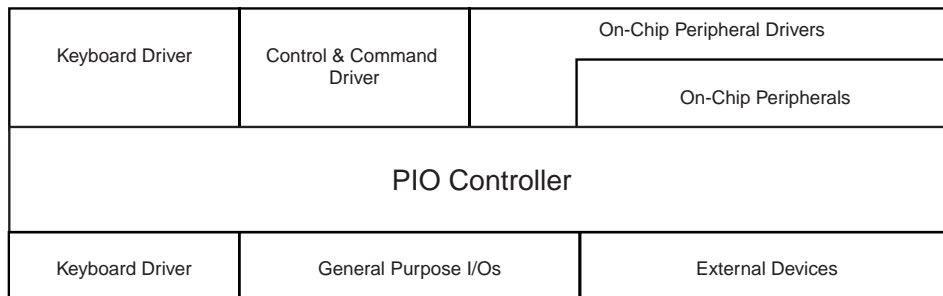 Keyboard Driver
Control & Command
Driver
On-Chip Peripheral Drivers
On-Chip Peripherals
PIO Controller
Keyboard Driver
General Purpose I/Os
External Devices